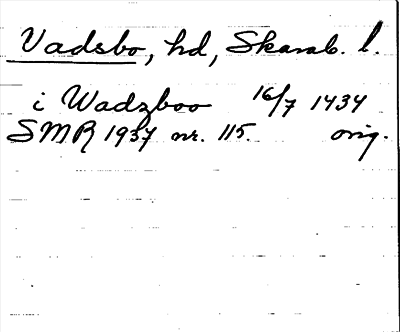 Vadsbo, hd, Skarab. l.
i Wadzboo 16/7 1434
SMR 1937 nr. 115. orig.